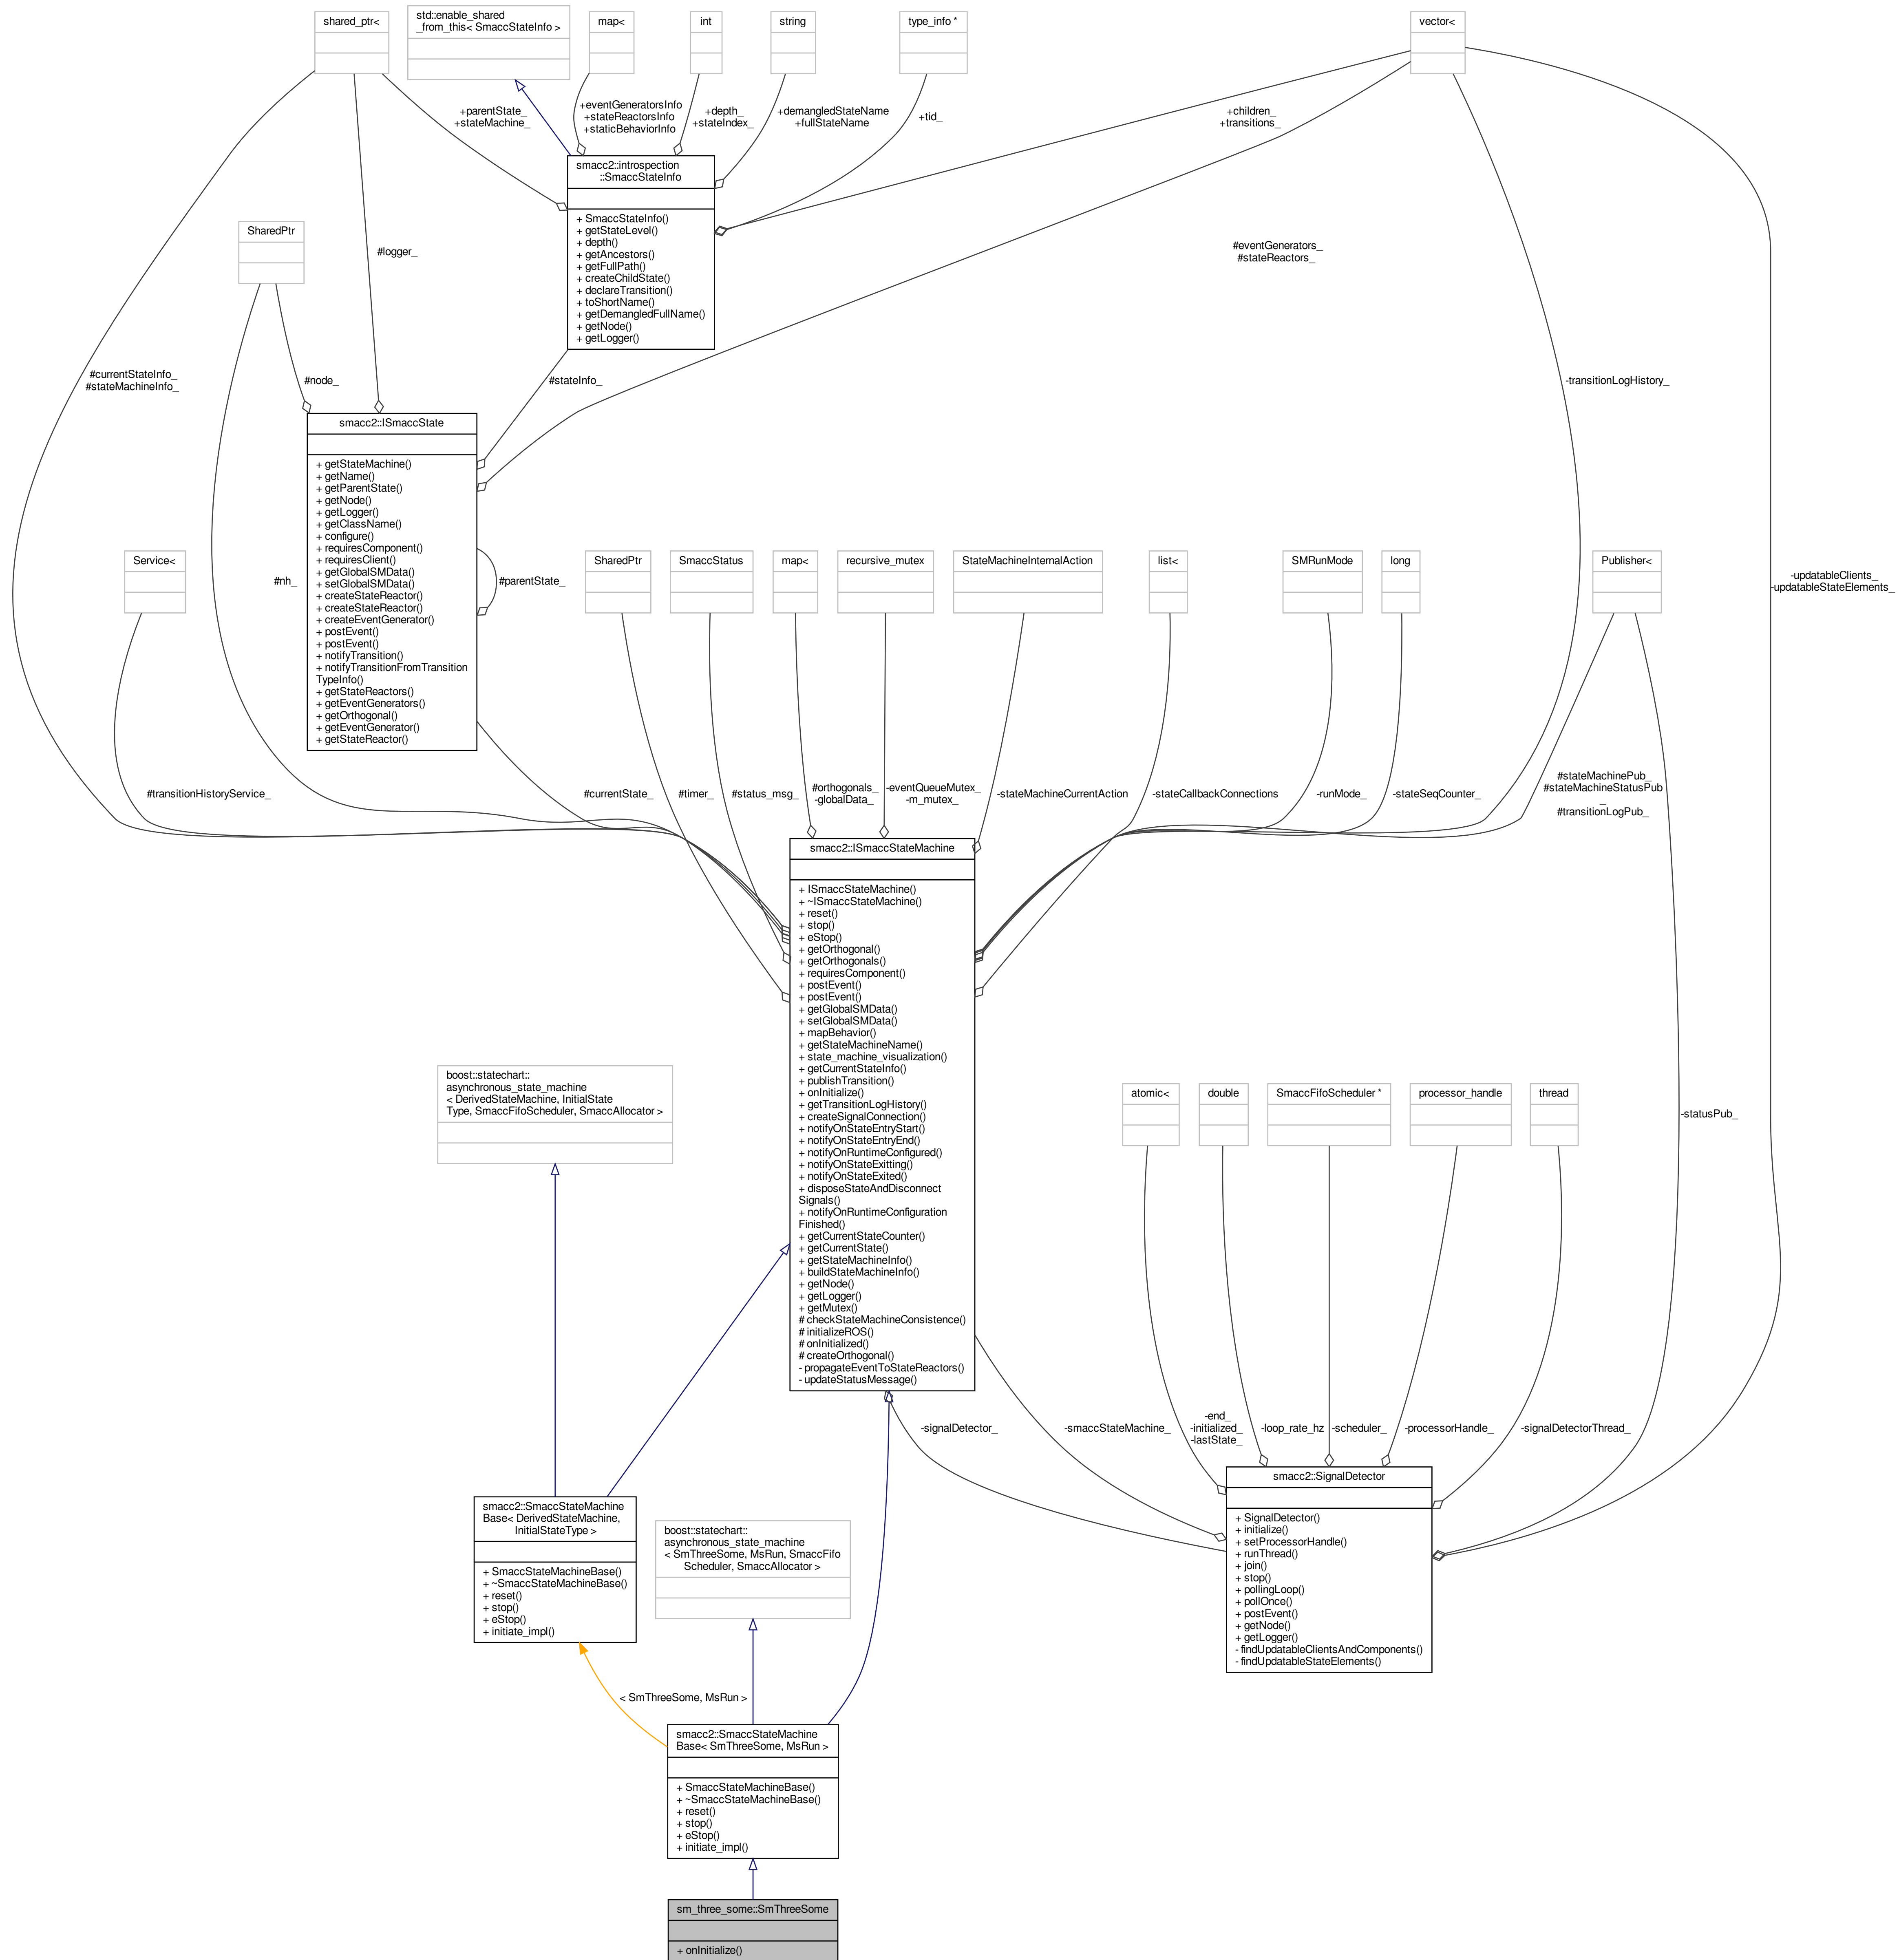 shared_ptr<
std::enable_shared
_from_this< SmaccStateInfo >
map<
int
string
type_info *
vector<
+parentState_
+stateMachine_
+eventGeneratorsInfo
+stateReactorsInfo
+staticBehaviorInfo
+depth_
+stateIndex_
+demangledStateName
+fullStateName
+tid_
+children_
+transitions_
smacc2::introspection
::SmaccStateInfo
+ SmaccStateInfo()
+ getStateLevel()
+ depth()
+ getAncestors()
+ getFullPath()
+ createChildState()
+ declareTransition()
+ toShortName()
+ getDemangledFullName()
+ getNode()
+ getLogger()
SharedPtr
#logger_
#eventGenerators_
#stateReactors_
#currentStateInfo_
#stateMachineInfo_
#node_
#stateInfo_
-transitionLogHistory_
smacc2::ISmaccState
+ getStateMachine()
+ getName()
+ getParentState()
+ getNode()
+ getLogger()
+ getClassName()
+ configure()
+ requiresComponent()
+ requiresClient()
+ getGlobalSMData()
+ setGlobalSMData()
+ createStateReactor()
+ createStateReactor()
+ createEventGenerator()
+ postEvent()
+ postEvent()
+ notifyTransition()
+ notifyTransitionFromTransition
TypeInfo()
+ getStateReactors()
+ getEventGenerators()
+ getOrthogonal()
+ getEventGenerator()
+ getStateReactor()
Service<
#nh_
#parentState_
SharedPtr
SmaccStatus
map<
recursive_mutex
StateMachineInternalAction
list<
SMRunMode
long
Publisher<
-updatableClients_
-updatableStateElements_
#transitionHistoryService_
#currentState_
#timer_
#status_msg_
#orthogonals_
-globalData_
-eventQueueMutex_
-m_mutex_
-stateMachineCurrentAction
-stateCallbackConnections
-runMode_
-stateSeqCounter_
#stateMachinePub_
#stateMachineStatusPub
_
#transitionLogPub_
smacc2::ISmaccStateMachine
+ ISmaccStateMachine()
+ ~ISmaccStateMachine()
+ reset()
+ stop()
+ eStop()
+ getOrthogonal()
+ getOrthogonals()
+ requiresComponent()
+ postEvent()
+ postEvent()
+ getGlobalSMData()
+ setGlobalSMData()
+ mapBehavior()
+ getStateMachineName()
+ state_machine_visualization()
+ getCurrentStateInfo()
+ publishTransition()
+ onInitialize()
+ getTransitionLogHistory()
+ createSignalConnection()
+ notifyOnStateEntryStart()
+ notifyOnStateEntryEnd()
+ notifyOnRuntimeConfigured()
+ notifyOnStateExitting()
+ notifyOnStateExited()
+ disposeStateAndDisconnect
Signals()
+ notifyOnRuntimeConfiguration
Finished()
+ getCurrentStateCounter()
+ getCurrentState()
+ getStateMachineInfo()
+ buildStateMachineInfo()
+ getNode()
+ getLogger()
+ getMutex()
# checkStateMachineConsistence()
# initializeROS()
# onInitialized()
# createOrthogonal()
- propagateEventToStateReactors()
- updateStatusMessage()
boost::statechart::
asynchronous_state_machine
< DerivedStateMachine, InitialState
Type, SmaccFifoScheduler, SmaccAllocator >
atomic<
double
SmaccFifoScheduler *
processor_handle
thread
-statusPub_
-signalDetector_
-smaccStateMachine_
-end_
-initialized_
-lastState_
-loop_rate_hz
-scheduler_
-processorHandle_
-signalDetectorThread_
smacc2::SignalDetector
+ SignalDetector()
+ initialize()
+ setProcessorHandle()
+ runThread()
+ join()
+ stop()
+ pollingLoop()
+ pollOnce()
+ postEvent()
+ getNode()
+ getLogger()
- findUpdatableClientsAndComponents()
- findUpdatableStateElements()
smacc2::SmaccStateMachine
Base< DerivedStateMachine,
InitialStateType >
+ SmaccStateMachineBase()
+ ~SmaccStateMachineBase()
+ reset()
+ stop()
+ eStop()
+ initiate_impl()
boost::statechart::
asynchronous_state_machine
< SmThreeSome, MsRun, SmaccFifo
Scheduler, SmaccAllocator >
< SmThreeSome, MsRun >
smacc2::SmaccStateMachine
Base< SmThreeSome, MsRun >
+ SmaccStateMachineBase()
+ ~SmaccStateMachineBase()
+ reset()
+ stop()
+ eStop()
+ initiate_impl()
sm_three_some::SmThreeSome
+ onInitialize()